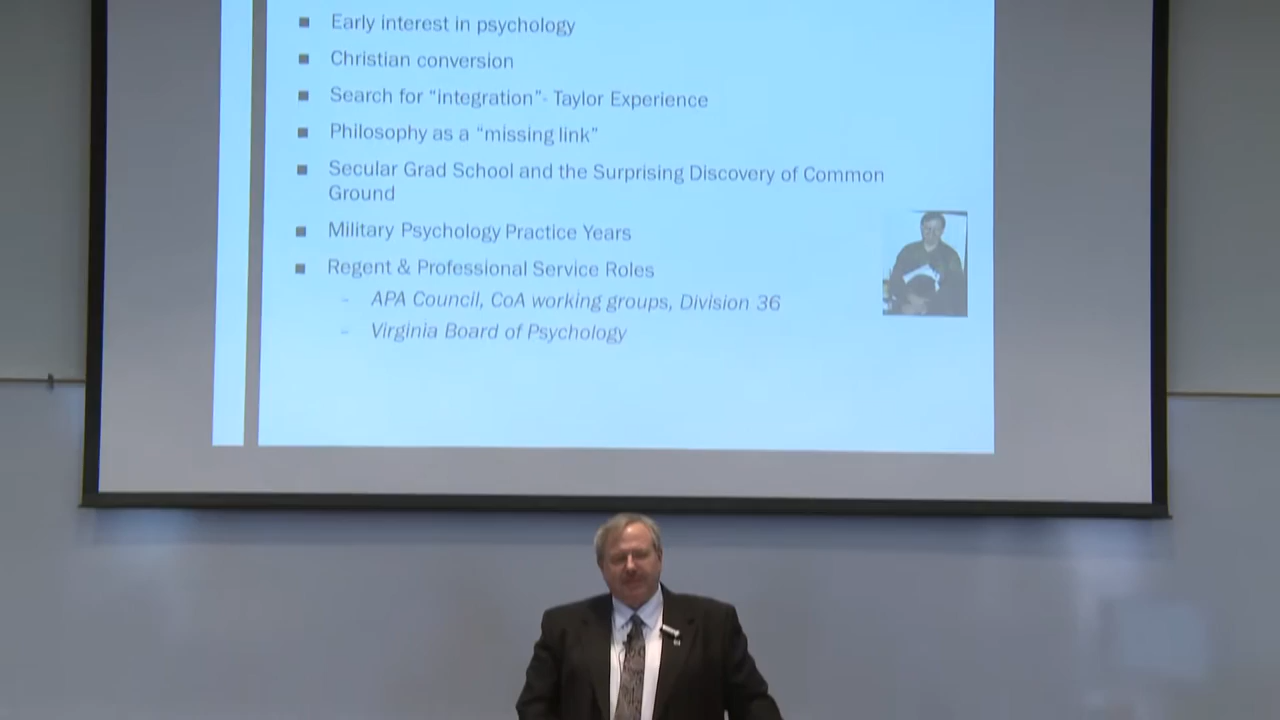 Early interest in psychology
Christian conversion
Search for “integration”- Taylor Experience
Philosophy as a “missing link”
Secular Grad School and the Surprising Discovery of Common
Ground
Military Psychology Practice Years
Regent & Professional Service Roles
- APA Council, CoA working groups, Division 36
- Virginia Board of Psychology